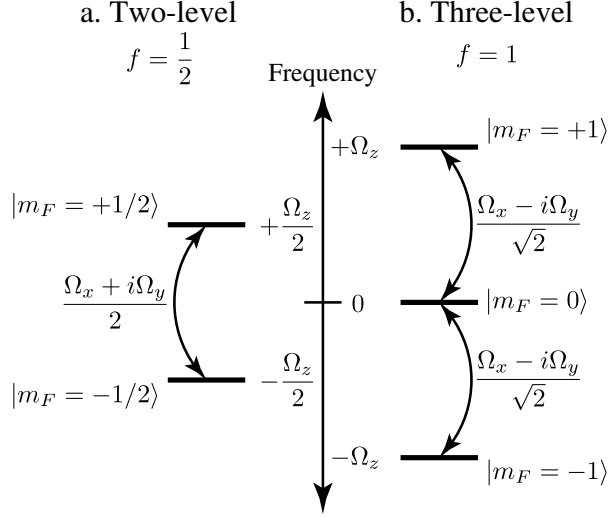 a. Two-level
f = 1/2
b. Three-level
f = 1
Frequency
+Ω_z
|m_F = +1⟩
|m_F = +1/2⟩
+Ω_z/2
(Ω_x − iΩ_y)/√2
(Ω_x + iΩ_y)/2
0
|m_F = 0⟩
|m_F = −1/2⟩
−Ω_z/2
(Ω_x − iΩ_y)/√2
−Ω_z
|m_F = −1⟩